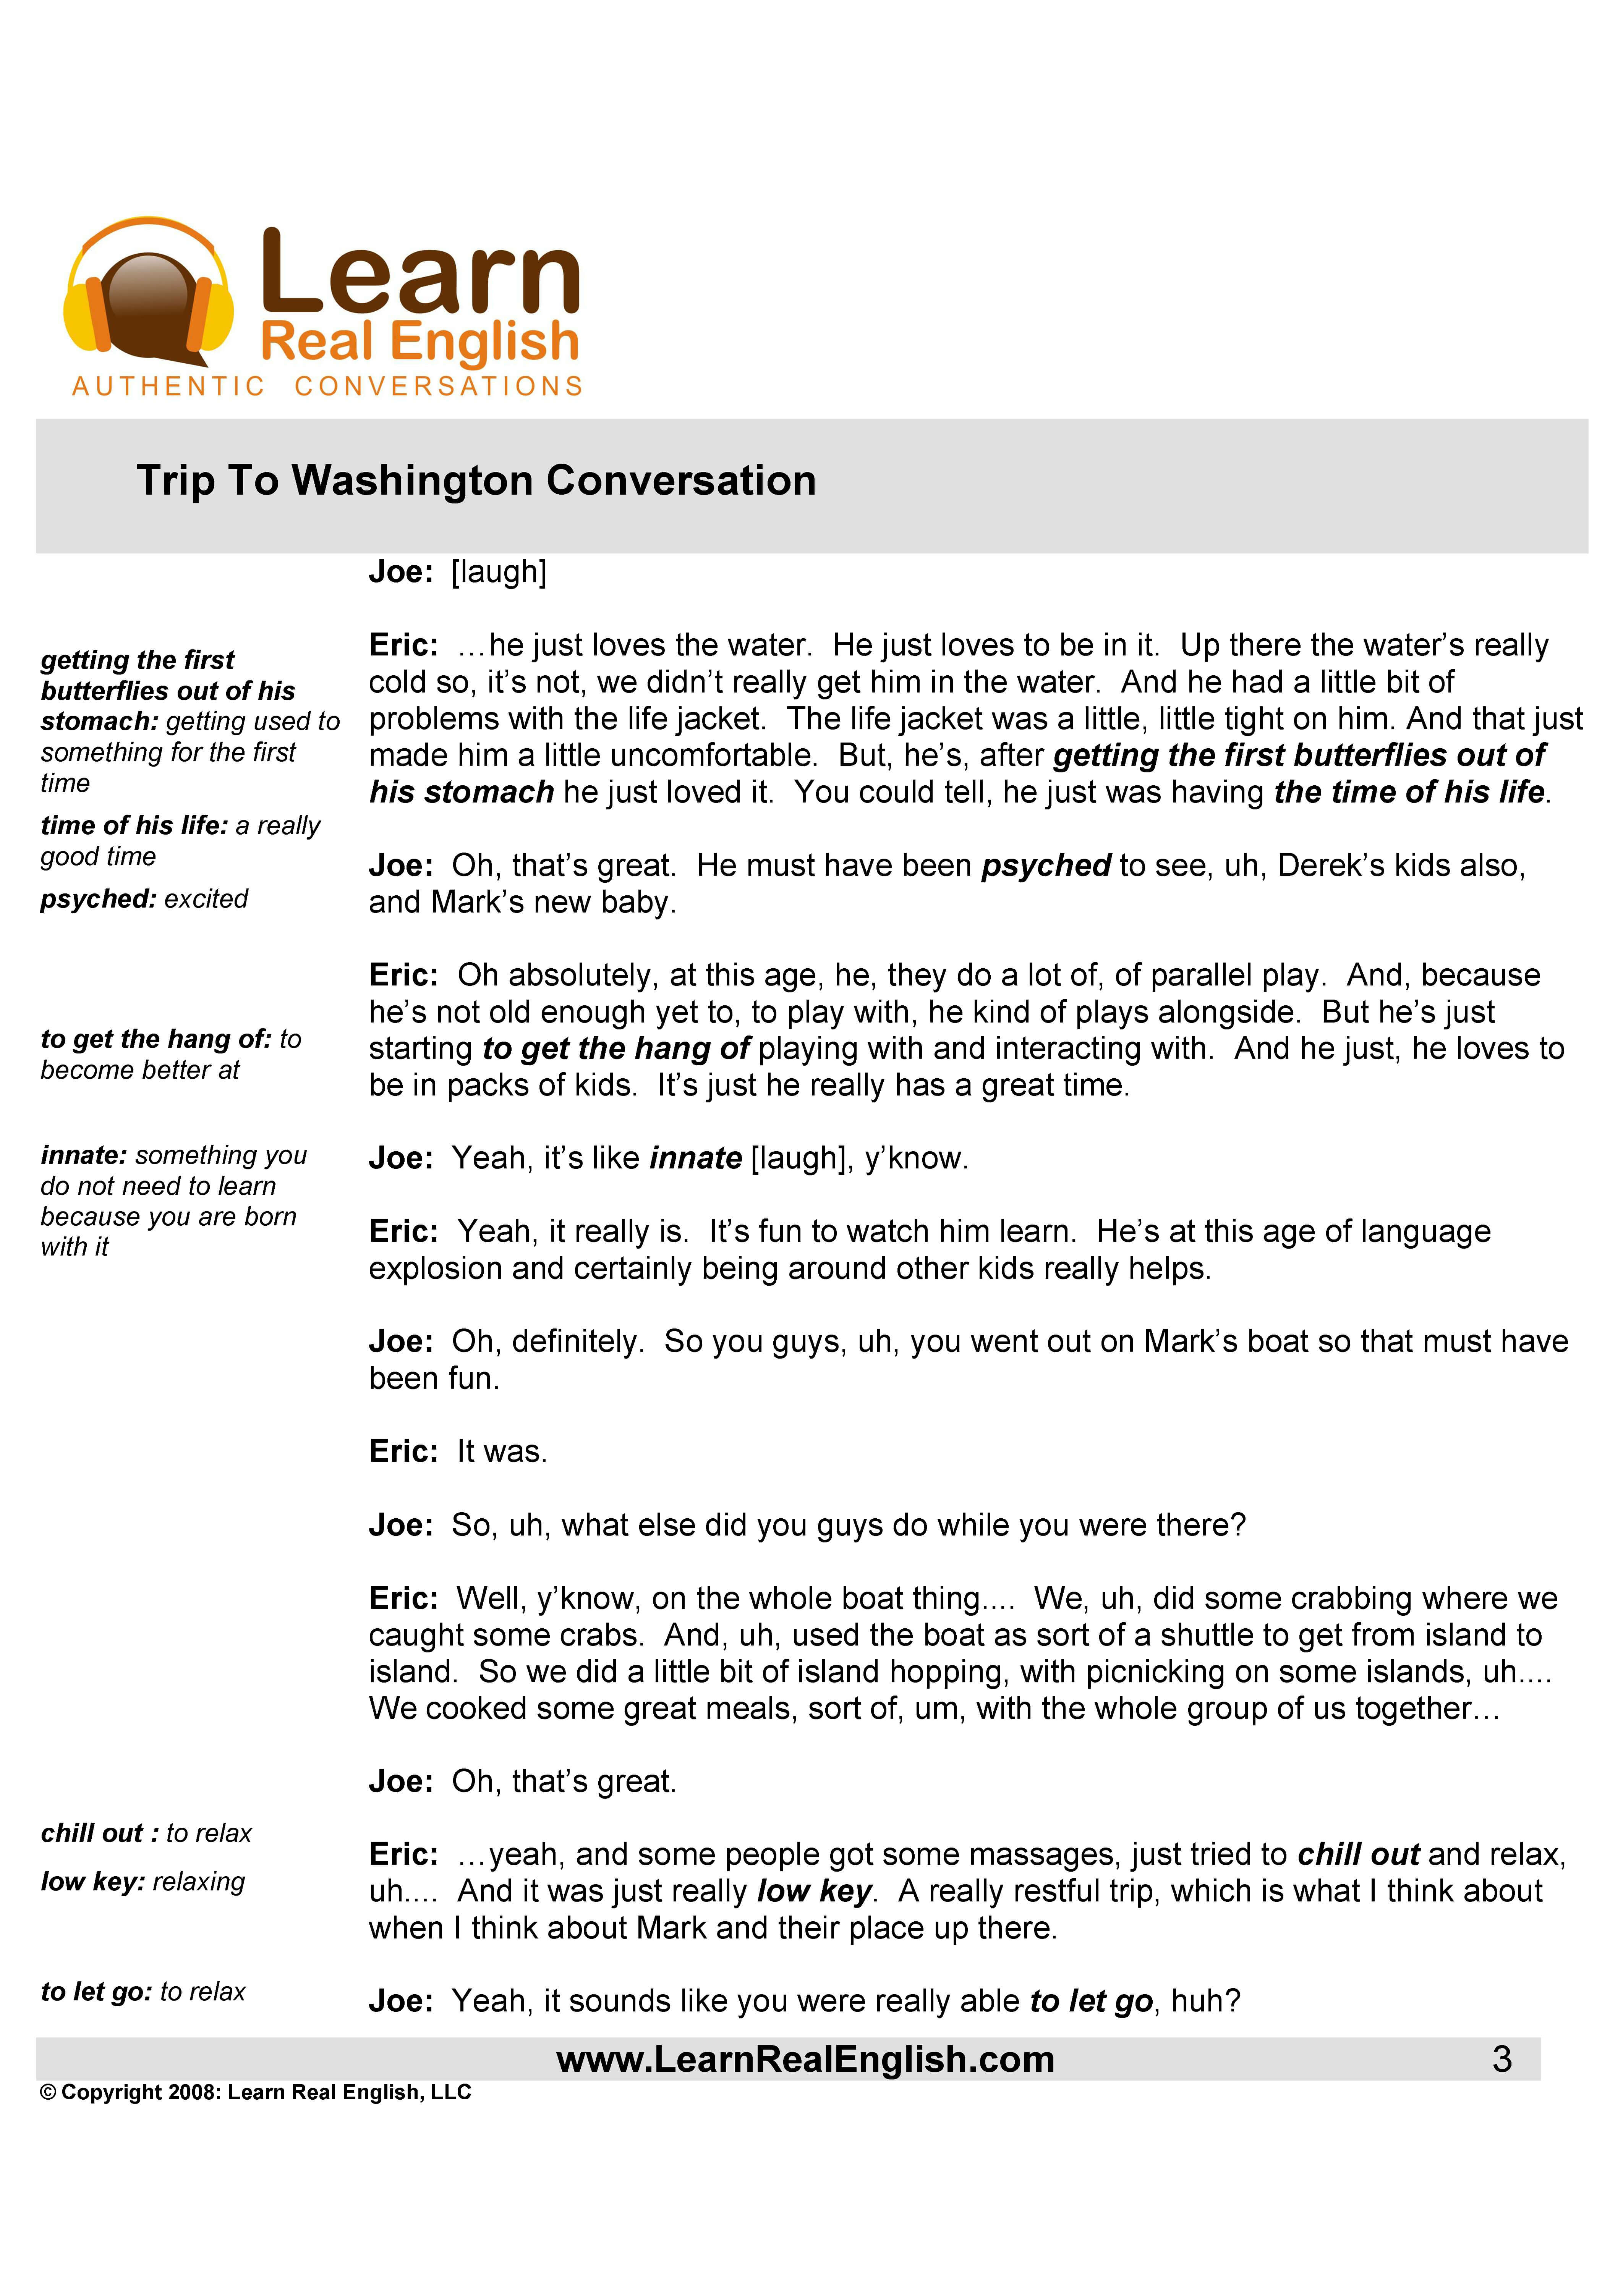 Learn
Real English
AUTHENTIC CONVERSATIONS
Trip To Washington Conversation
Joe: [laugh]
getting the first
butterflies out of his
stomach: getting used to
something for the first
time
time of his life: a really
good time
psyched: excited
Eric: …he just loves the water. He just loves to be in it. Up there the water’s really
cold so, it’s not, we didn’t really get him in the water. And he had a little bit of
problems with the life jacket. The life jacket was a little, little tight on him. And that just
made him a little uncomfortable. But, he’s, after getting the first butterflies out of
his stomach he just loved it. You could tell, he just was having the time of his life.
Joe: Oh, that’s great. He must have been psyched to see, uh, Derek’s kids also,
and Mark’s new baby.
to get the hang of: to
become better at
Eric: Oh absolutely, at this age, he, they do a lot of, of parallel play. And, because
he’s not old enough yet to, to play with, he kind of plays alongside. But he’s just
starting to get the hang of playing with and interacting with. And he just, he loves to
be in packs of kids. It’s just he really has a great time.
innate: something you
do not need to learn
because you are born
with it
Joe: Yeah, it’s like innate [laugh], y’know.
Eric: Yeah, it really is. It’s fun to watch him learn. He’s at this age of language
explosion and certainly being around other kids really helps.
Joe: Oh, definitely. So you guys, uh, you went out on Mark’s boat so that must have
been fun.
Eric: It was.
Joe: So, uh, what else did you guys do while you were there?
Eric: Well, y’know, on the whole boat thing.... We, uh, did some crabbing where we
caught some crabs. And, uh, used the boat as sort of a shuttle to get from island to
island. So we did a little bit of island hopping, with picnicking on some islands, uh....
We cooked some great meals, sort of, um, with the whole group of us together…
Joe: Oh, that’s great.
chill out : to relax
low key: relaxing
Eric: …yeah, and some people got some massages, just tried to chill out and relax,
uh.... And it was just really low key. A really restful trip, which is what I think about
when I think about Mark and their place up there.
to let go: to relax
Joe: Yeah, it sounds like you were really able to let go, huh?
www.LearnRealEnglish.com 3
© Copyright 2008: Learn Real English, LLC